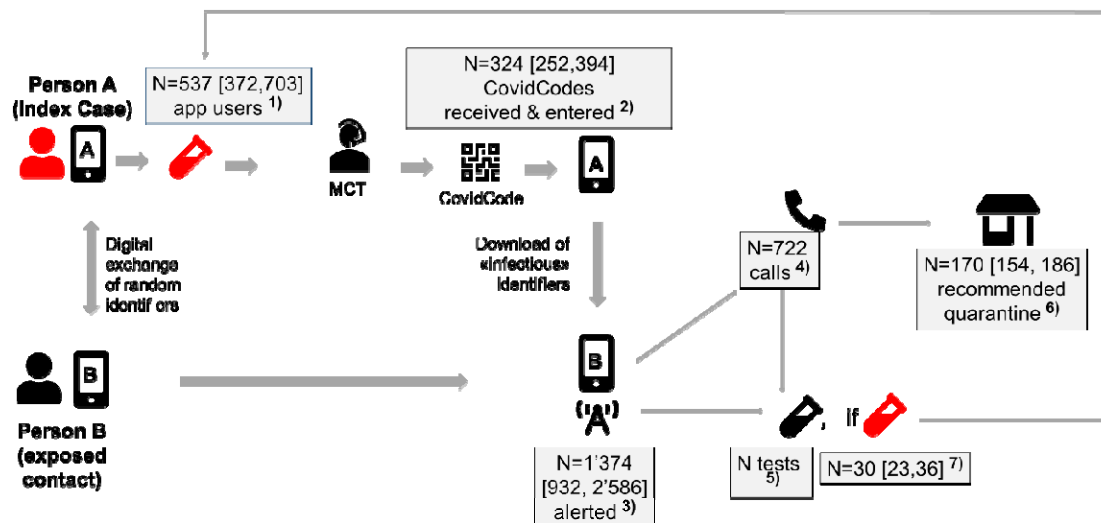 Person A
(Index Case)
A
N=537 [372,703]
app users 1)
MCT
N=324 [252,394]
CovidCodes
received & entered 2)
CovidCode
A
Digital
exchange
of random
identif ors
Download of
«infectious»
identifiers
N=722
calls 4)
N=170 [154, 186]
recommended
quarantine 6)
B
Person B
(exposed
contact)
B
N=1'374
[932, 2'586]
alerted 3)
N tests
5)
, if
N=30 [23,36] 7)